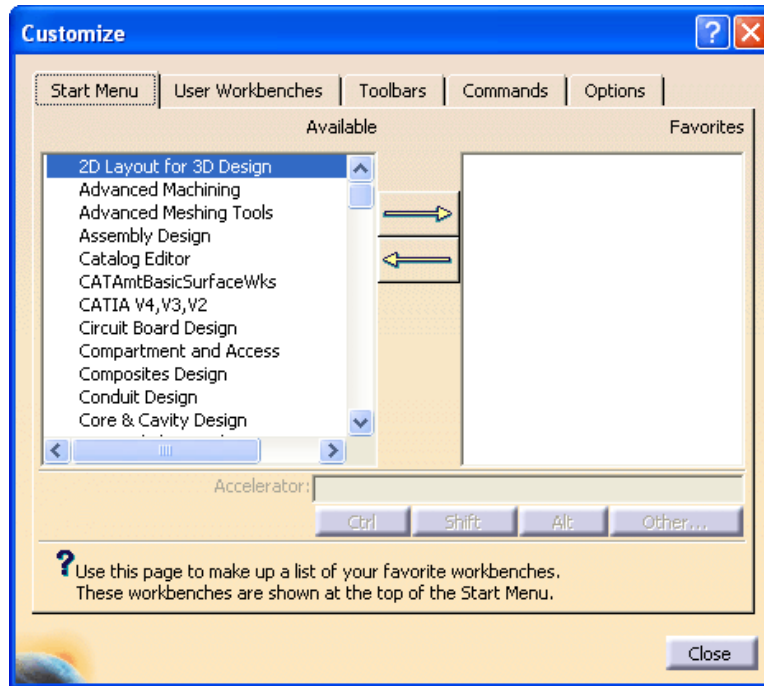 Customize
Start Menu
User Workbenches
Toolbars
Commands
Options
Available
Favorites
2D Layout for 3D Design
Advanced Machining
Advanced Meshing Tools
Assembly Design
Catalog Editor
CATAmtBasicSurfaceWks
CATIA V4,V3,V2
Circuit Board Design
Compartment and Access
Composites Design
Conduit Design
Core & Cavity Design
Accelerator:
Ctrl
Shift
Alt
Other...
? Use this page to make up a list of your favorite workbenches.
These workbenches are shown at the top of the Start Menu.
Close